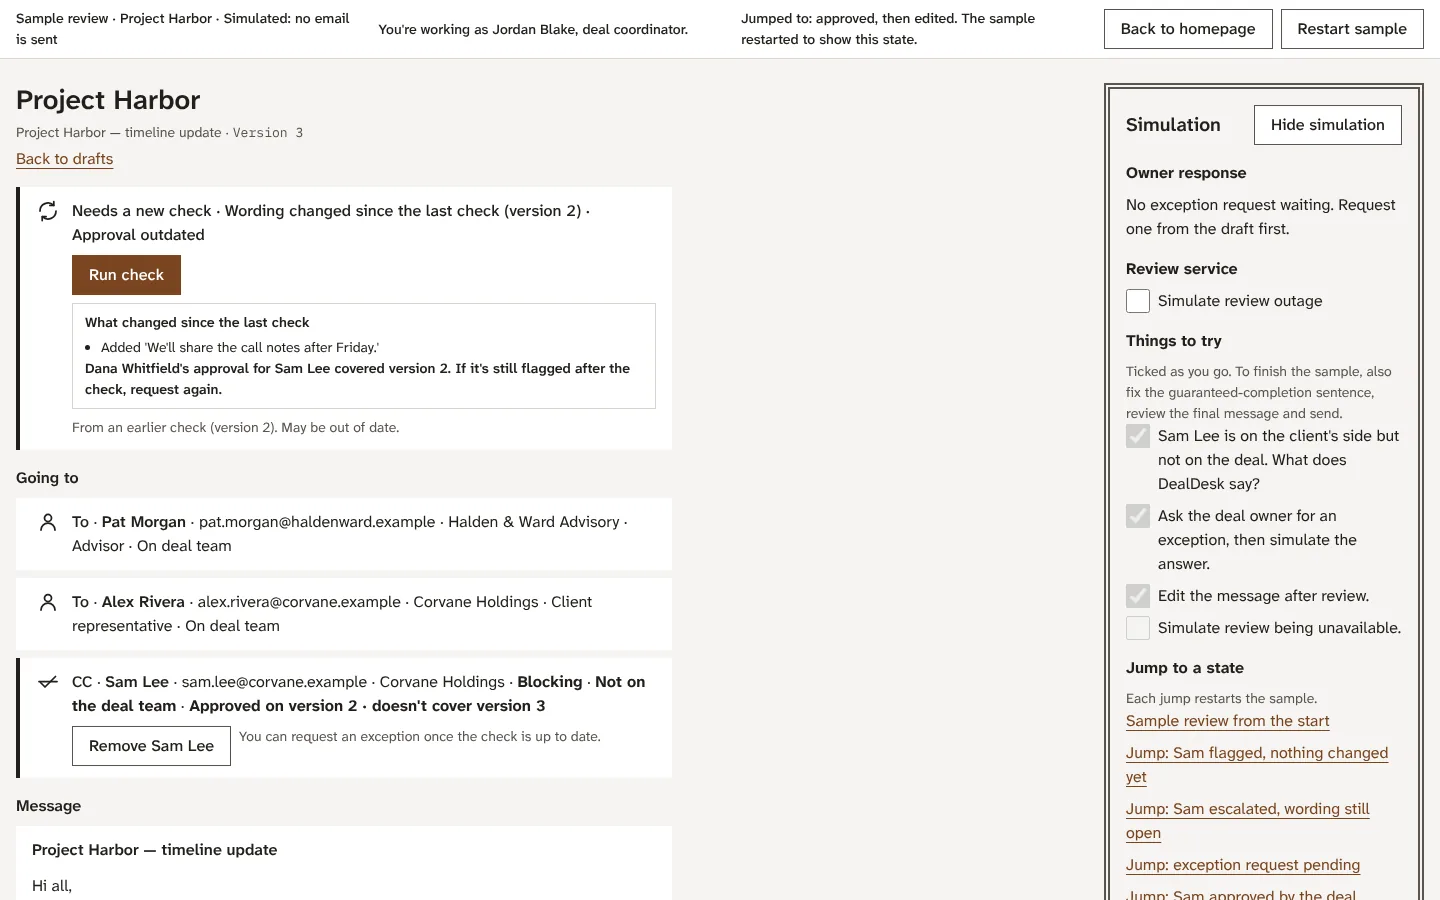 Sample review · Project Harbor · Simulated: no email
is sent
You're working as Jordan Blake, deal coordinator.
Jumped to: approved, then edited. The sample
restarted to show this state.
Back to homepage
Restart sample
Project Harbor
Project Harbor — timeline update · Version 3
Back to drafts
Needs a new check · Wording changed since the last check (version 2) ·
Approval outdated
Run check
What changed since the last check
• Added 'We'll share the call notes after Friday.'
Dana Whitfield's approval for Sam Lee covered version 2. If it's still flagged after the
check, request again.
From an earlier check (version 2). May be out of date.
Going to
To · Pat Morgan · pat.morgan@haldenward.example · Halden & Ward Advisory ·
Advisor · On deal team
To · Alex Rivera · alex.rivera@corvane.example · Corvane Holdings · Client
representative · On deal team
CC · Sam Lee · sam.lee@corvane.example · Corvane Holdings · Blocking · Not on
the deal team · Approved on version 2 · doesn't cover version 3
Remove Sam Lee
You can request an exception once the check is up to date.
Message
Project Harbor — timeline update
Hi all,
Simulation
Hide simulation
Owner response
No exception request waiting. Request
one from the draft first.
Review service
Simulate review outage
Things to try
Ticked as you go. To finish the sample, also
fix the guaranteed-completion sentence,
review the final message and send.
Sam Lee is on the client's side but
not on the deal. What does
DealDesk say?
Ask the deal owner for an
exception, then simulate the
answer.
Edit the message after review.
Simulate review being unavailable.
Jump to a state
Each jump restarts the sample.
Sample review from the start
Jump: Sam flagged, nothing changed
yet
Jump: Sam escalated, wording still
open
Jump: exception request pending
Jump: Sam approved by the deal